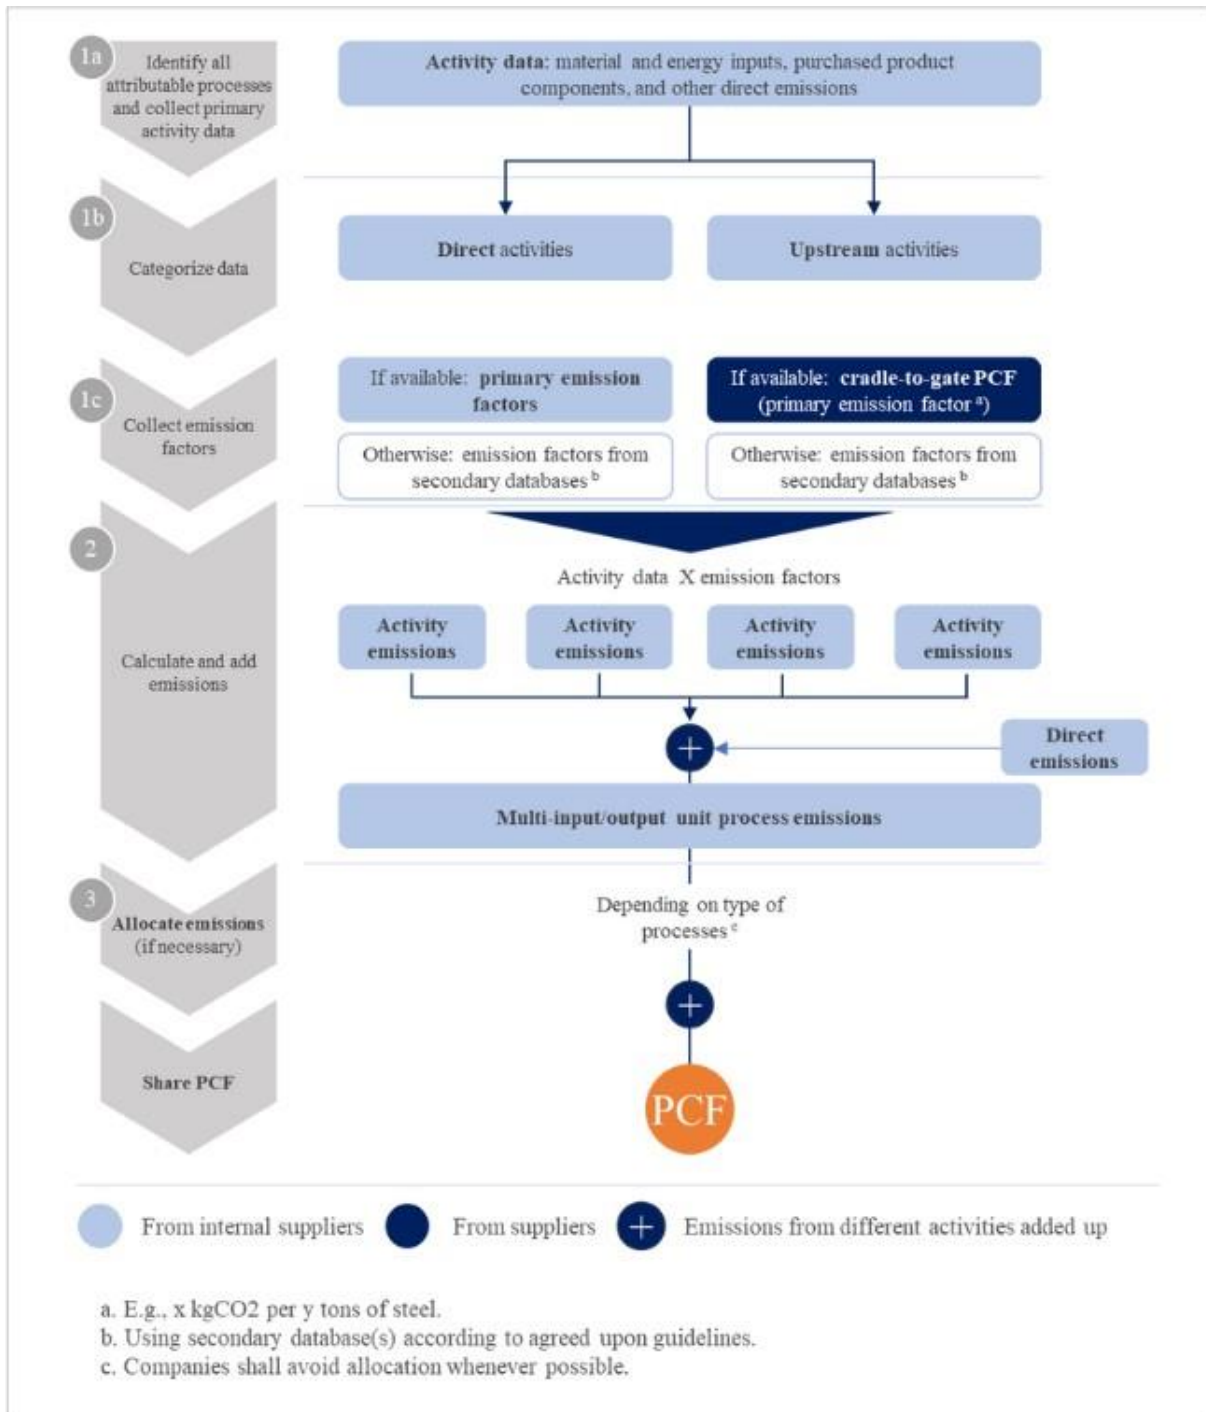 1a
Identify all
attributable processes
and collect primary
activity data
Activity data: material and energy inputs, purchased product
components, and other direct emissions
1b
Categorize data
Direct activities
Upstream activities
1c
Collect emission
factors
If available: primary emission
factors
If available: cradle-to-gate PCF
(primary emission factor a)
Otherwise: emission factors from
secondary databases b
Otherwise: emission factors from
secondary databases b
2
Calculate and add
emissions
Activity data X emission factors
Activity
emissions
Activity
emissions
Activity
emissions
Activity
emissions
+
Direct
emissions
Multi-input/output unit process emissions
3
Allocate emissions
(if necessary)
Depending on type of
processes c
+
Share PCF
PCF
From internal suppliers
From suppliers
+ Emissions from different activities added up
a. E.g., x kgCO2 per y tons of steel.
b. Using secondary database(s) according to agreed upon guidelines.
c. Companies shall avoid allocation whenever possible.